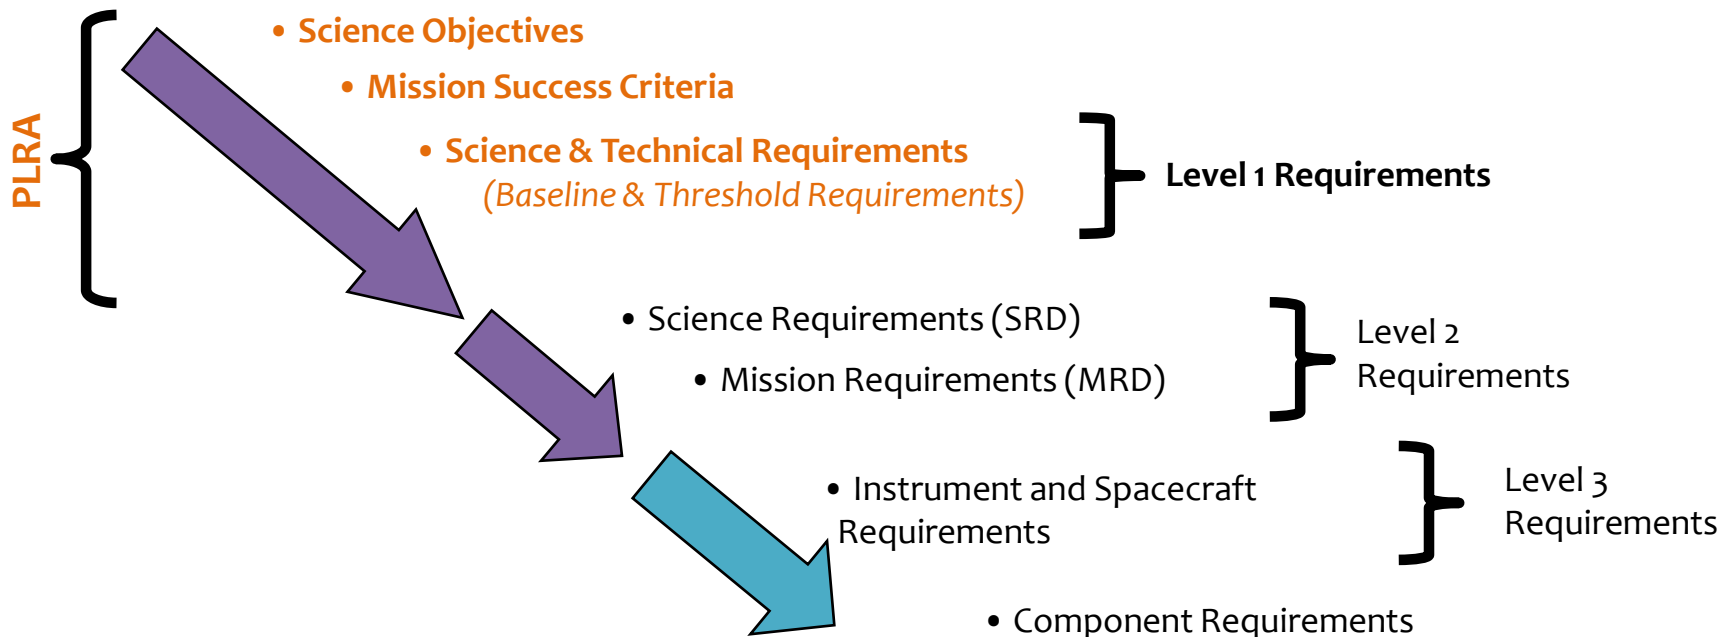 PLRA
• Science Objectives
• Mission Success Criteria
• Science & Technical Requirements
(Baseline & Threshold Requirements)
Level 1 Requirements
• Science Requirements (SRD)
• Mission Requirements (MRD)
Level 2
Requirements
• Instrument and Spacecraft
Requirements
Level 3
Requirements
• Component Requirements